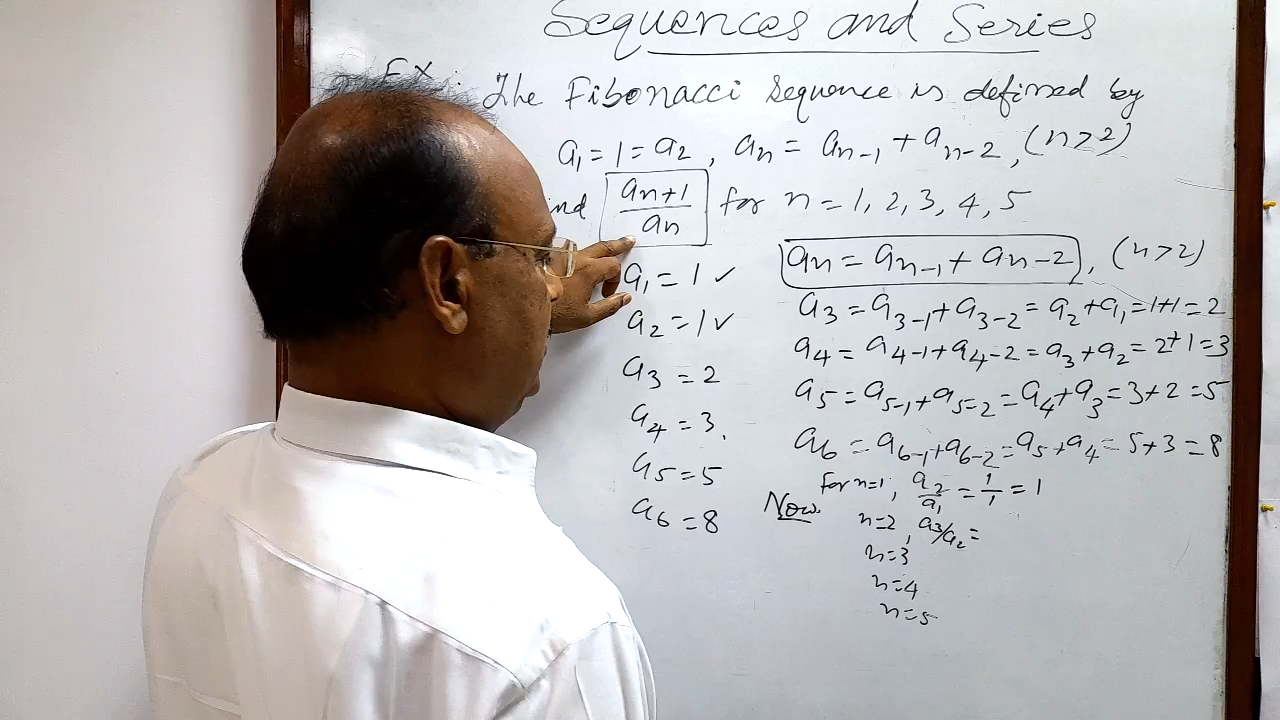 Sequences and Series
Ex: The Fibonacci Sequence is defined by
a₁ = 1 = a₂, aₙ = aₙ₋₁ + aₙ₋₂, (n>2)
nd aₙ₊₁/aₙ for n = 1, 2, 3, 4, 5
a₁ = 1 ✓
a₂ = 1 ✓
a₃ = 2
a₄ = 3,
a₅ = 5
a₆ = 8
aₙ = aₙ₋₁ + aₙ₋₂, (n>2)
a₃ = a₃₋₁ + a₃₋₂ = a₂ + a₁ = 1+1 = 2
a₄ = a₄₋₁ + a₄₋₂ = a₃ + a₂ = 2+1 = 3
a₅ = a₅₋₁ + a₅₋₂ = a₄ + a₃ = 3+2 = 5
a₆ = a₆₋₁ + a₆₋₂ = a₅ + a₄ = 5+3 = 8
Now for n=1, a₂/a₁ = 1/1 = 1
n=2, a₃/a₂ =
n=3
n=4
n=5